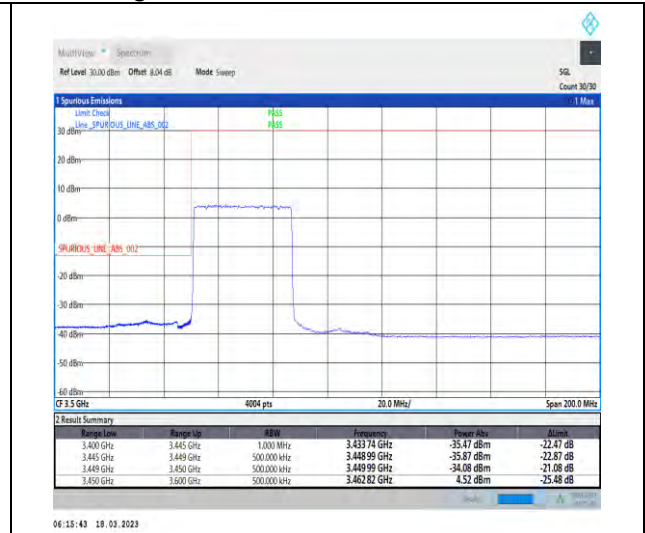 MultiView Spectrum
Ref Level 30.00 dBm Offset 8.04 dB Mode Sweep SGL
Count 30/30
1 Spurious Emissions 1 Max
Limit Check PASS
Line _SPURIOUS_LINE_ABS_002 PASS
30 dBm
20 dBm
10 dBm
0 dBm
SPURIOUS_LINE_ABS_002
-20 dBm
-30 dBm
-40 dBm
-50 dBm
-60 dBm
CF 3.5 GHz 4004 pts 20.0 MHz/ Span 200.0 MHz
2 Result Summary
Range Low Range Up RBW Frequency Power Abs ΔLimit
3.400 GHz 3.445 GHz 1.000 MHz 3.43374 GHz -35.47 dBm -22.47 dB
3.445 GHz 3.449 GHz 500.000 kHz 3.44899 GHz -35.87 dBm -22.87 dB
3.449 GHz 3.450 GHz 500.000 kHz 3.44999 GHz -34.08 dBm -21.08 dB
3.450 GHz 3.600 GHz 500.000 kHz 3.46282 GHz 4.52 dBm -25.48 dB
06:15:43 18.03.2023